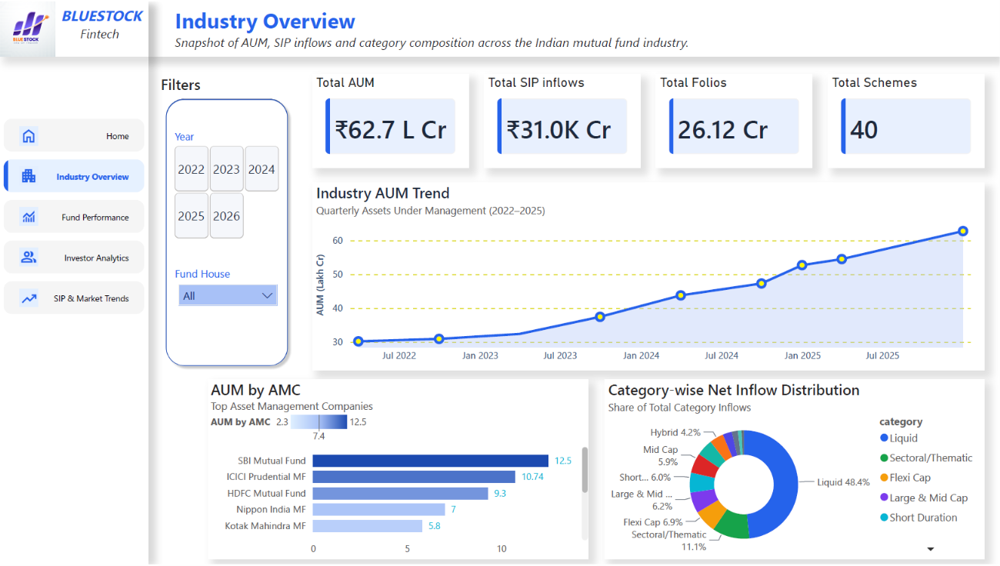 BLUE STOCK
BLUESTOCK
Fintech
Industry Overview
Snapshot of AUM, SIP inflows and category composition across the Indian mutual fund industry.
Home
Industry Overview
Fund Performance
Investor Analytics
SIP & Market Trends
Filters
Year
2022 2023 2024
2025 2026
Fund House
All
Total AUM
₹62.7 L Cr
Total SIP inflows
₹31.0K Cr
Total Folios
26.12 Cr
Total Schemes
40
Industry AUM Trend
Quarterly Assets Under Management (2022–2025)
AUM (Lakh Cr)
60
50
40
30
Jul 2022 Jan 2023 Jul 2023 Jan 2024 Jul 2024 Jan 2025 Jul 2025
AUM by AMC
Top Asset Management Companies
AUM by AMC 2.3 12.5
7.4
SBI Mutual Fund 12.5
ICICI Prudential MF 10.74
HDFC Mutual Fund 9.3
Nippon India MF 7
Kotak Mahindra MF 5.8
0 5 10
Category-wise Net Inflow Distribution
Share of Total Category Inflows
Hybrid 4.2%
Mid Cap
5.9%
Short... 6.0%
Large & Mid ...
6.2%
Flexi Cap 6.9%
Sectoral/Thematic
11.1%
Liquid 48.4%
category
Liquid
Sectoral/Thematic
Flexi Cap
Large & Mid Cap
Short Duration